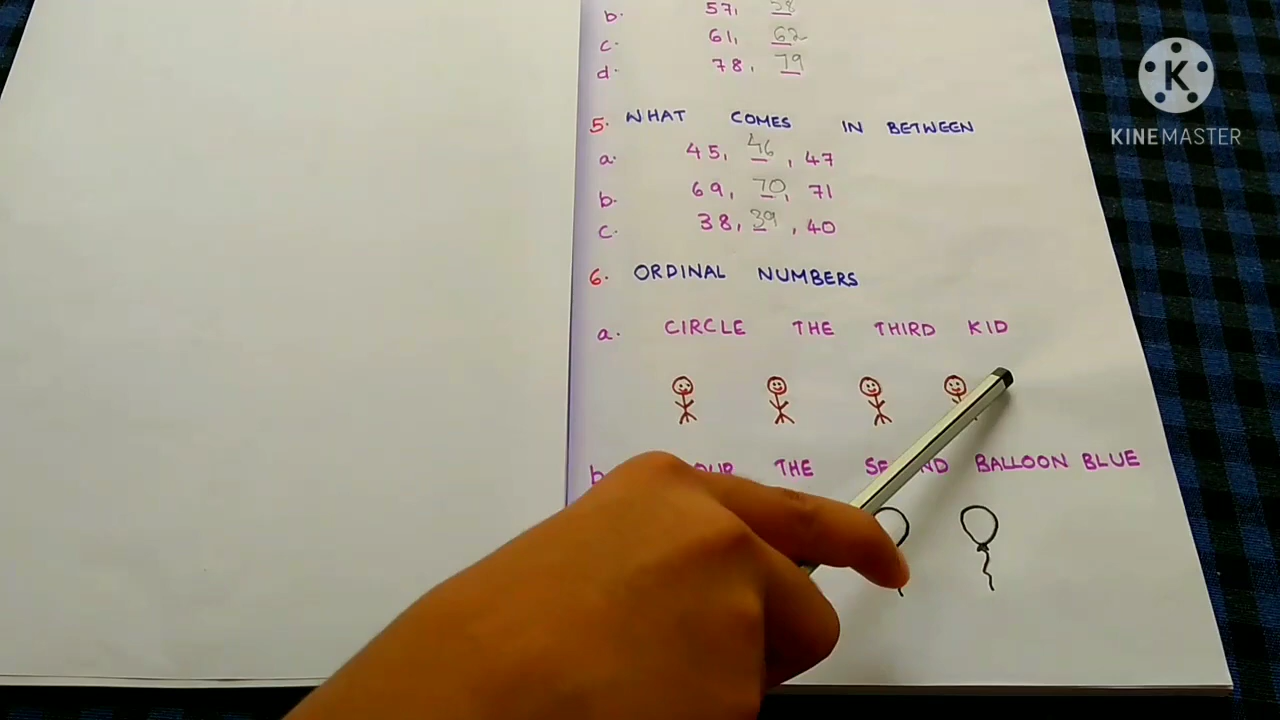 b. 57, 58
c. 61, 62
d. 78, 79
5. WHAT COMES IN BETWEEN
a. 45, 46, 47
b. 69, 70, 71
c. 38, 39, 40
6. ORDINAL NUMBERS
a. CIRCLE THE THIRD KID
b THE BALLOON BLUE
K
KINEMASTER